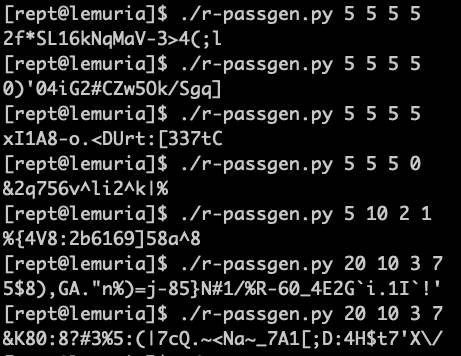 [rept@lemuria]$ ./r-passgen.py 5 5 5 5
2f*SL16kNqMaV-3>4(;l
[rept@lemuria]$ ./r-passgen.py 5 5 5 5
0)'04iG2#CZw5Ok/Sgq]
[rept@lemuria]$ ./r-passgen.py 5 5 5 5
xI1A8-o.<DUrt:[337tC
[rept@lemuria]$ ./r-passgen.py 5 5 5 0
&2q756v^li2^k|%
[rept@lemuria]$ ./r-passgen.py 5 10 2 1
%{4V8:2b6169]58a^8
[rept@lemuria]$ ./r-passgen.py 20 10 3 7
5$8),GA."n%)=j-85}N#1/%R-60_4E2G`i.1I`!'
[rept@lemuria]$ ./r-passgen.py 20 10 3 7
&K80:8?#3%5:(|7cQ.~<Na~_7A1[;D:4H$t7'X\/